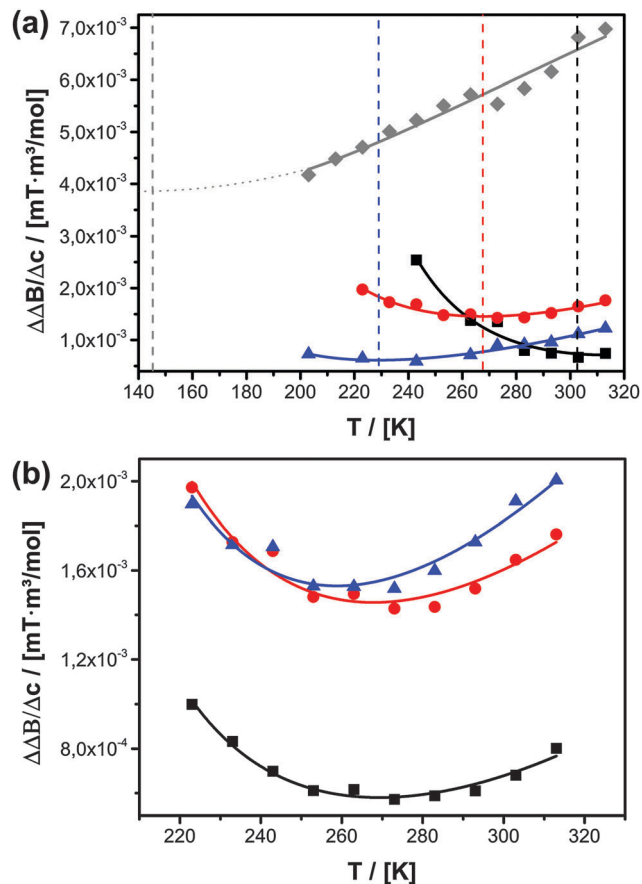 (a)
7,0x10⁻³
6,0x10⁻³
5,0x10⁻³
4,0x10⁻³
3,0x10⁻³
2,0x10⁻³
1,0x10⁻³
ΔΔB/Δc / [mT·m³/mol]
140 160 180 200 220 240 260 280 300 320
T / [K]
(b)
2,0x10⁻³
1,6x10⁻³
1,2x10⁻³
8,0x10⁻⁴
ΔΔB/Δc / [mT·m³/mol]
220 240 260 280 300 320
T / [K]